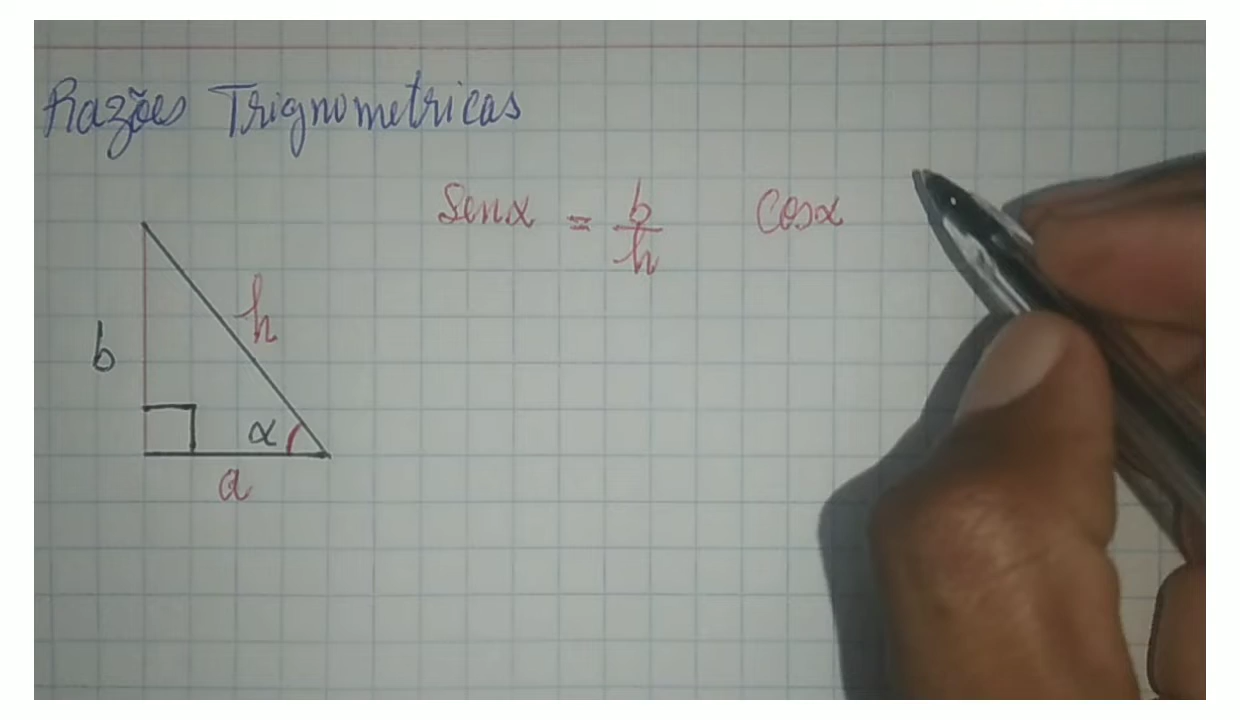 Razões Trignometricas
Senα = b/h Cosα
h
b
α
a